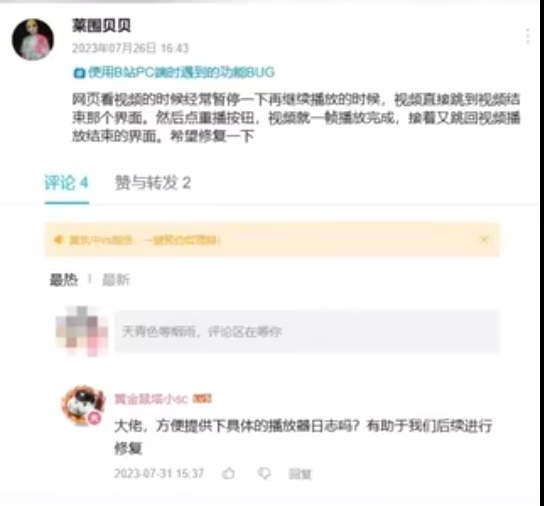 菜围贝贝
2023年07月26日 16:43
使用B站PC端时遇到的功能BUG
网页看视频的时候经常暂停一下再继续播放的时候，视频直接跳到视频结
束那个界面。然后点重播按钮，视频就一帧播放完成，接着又跳回视频播
放结束的界面。希望修复一下
评论 4 赞与转发 2
最热 | 最新
天青色等烟雨，评论区在等你
黄金鼠塔小sc LV5
大佬，方便提供下具体的播放器日志吗？有助于我们后续进行
修复
2023-07-31 15:37 回复